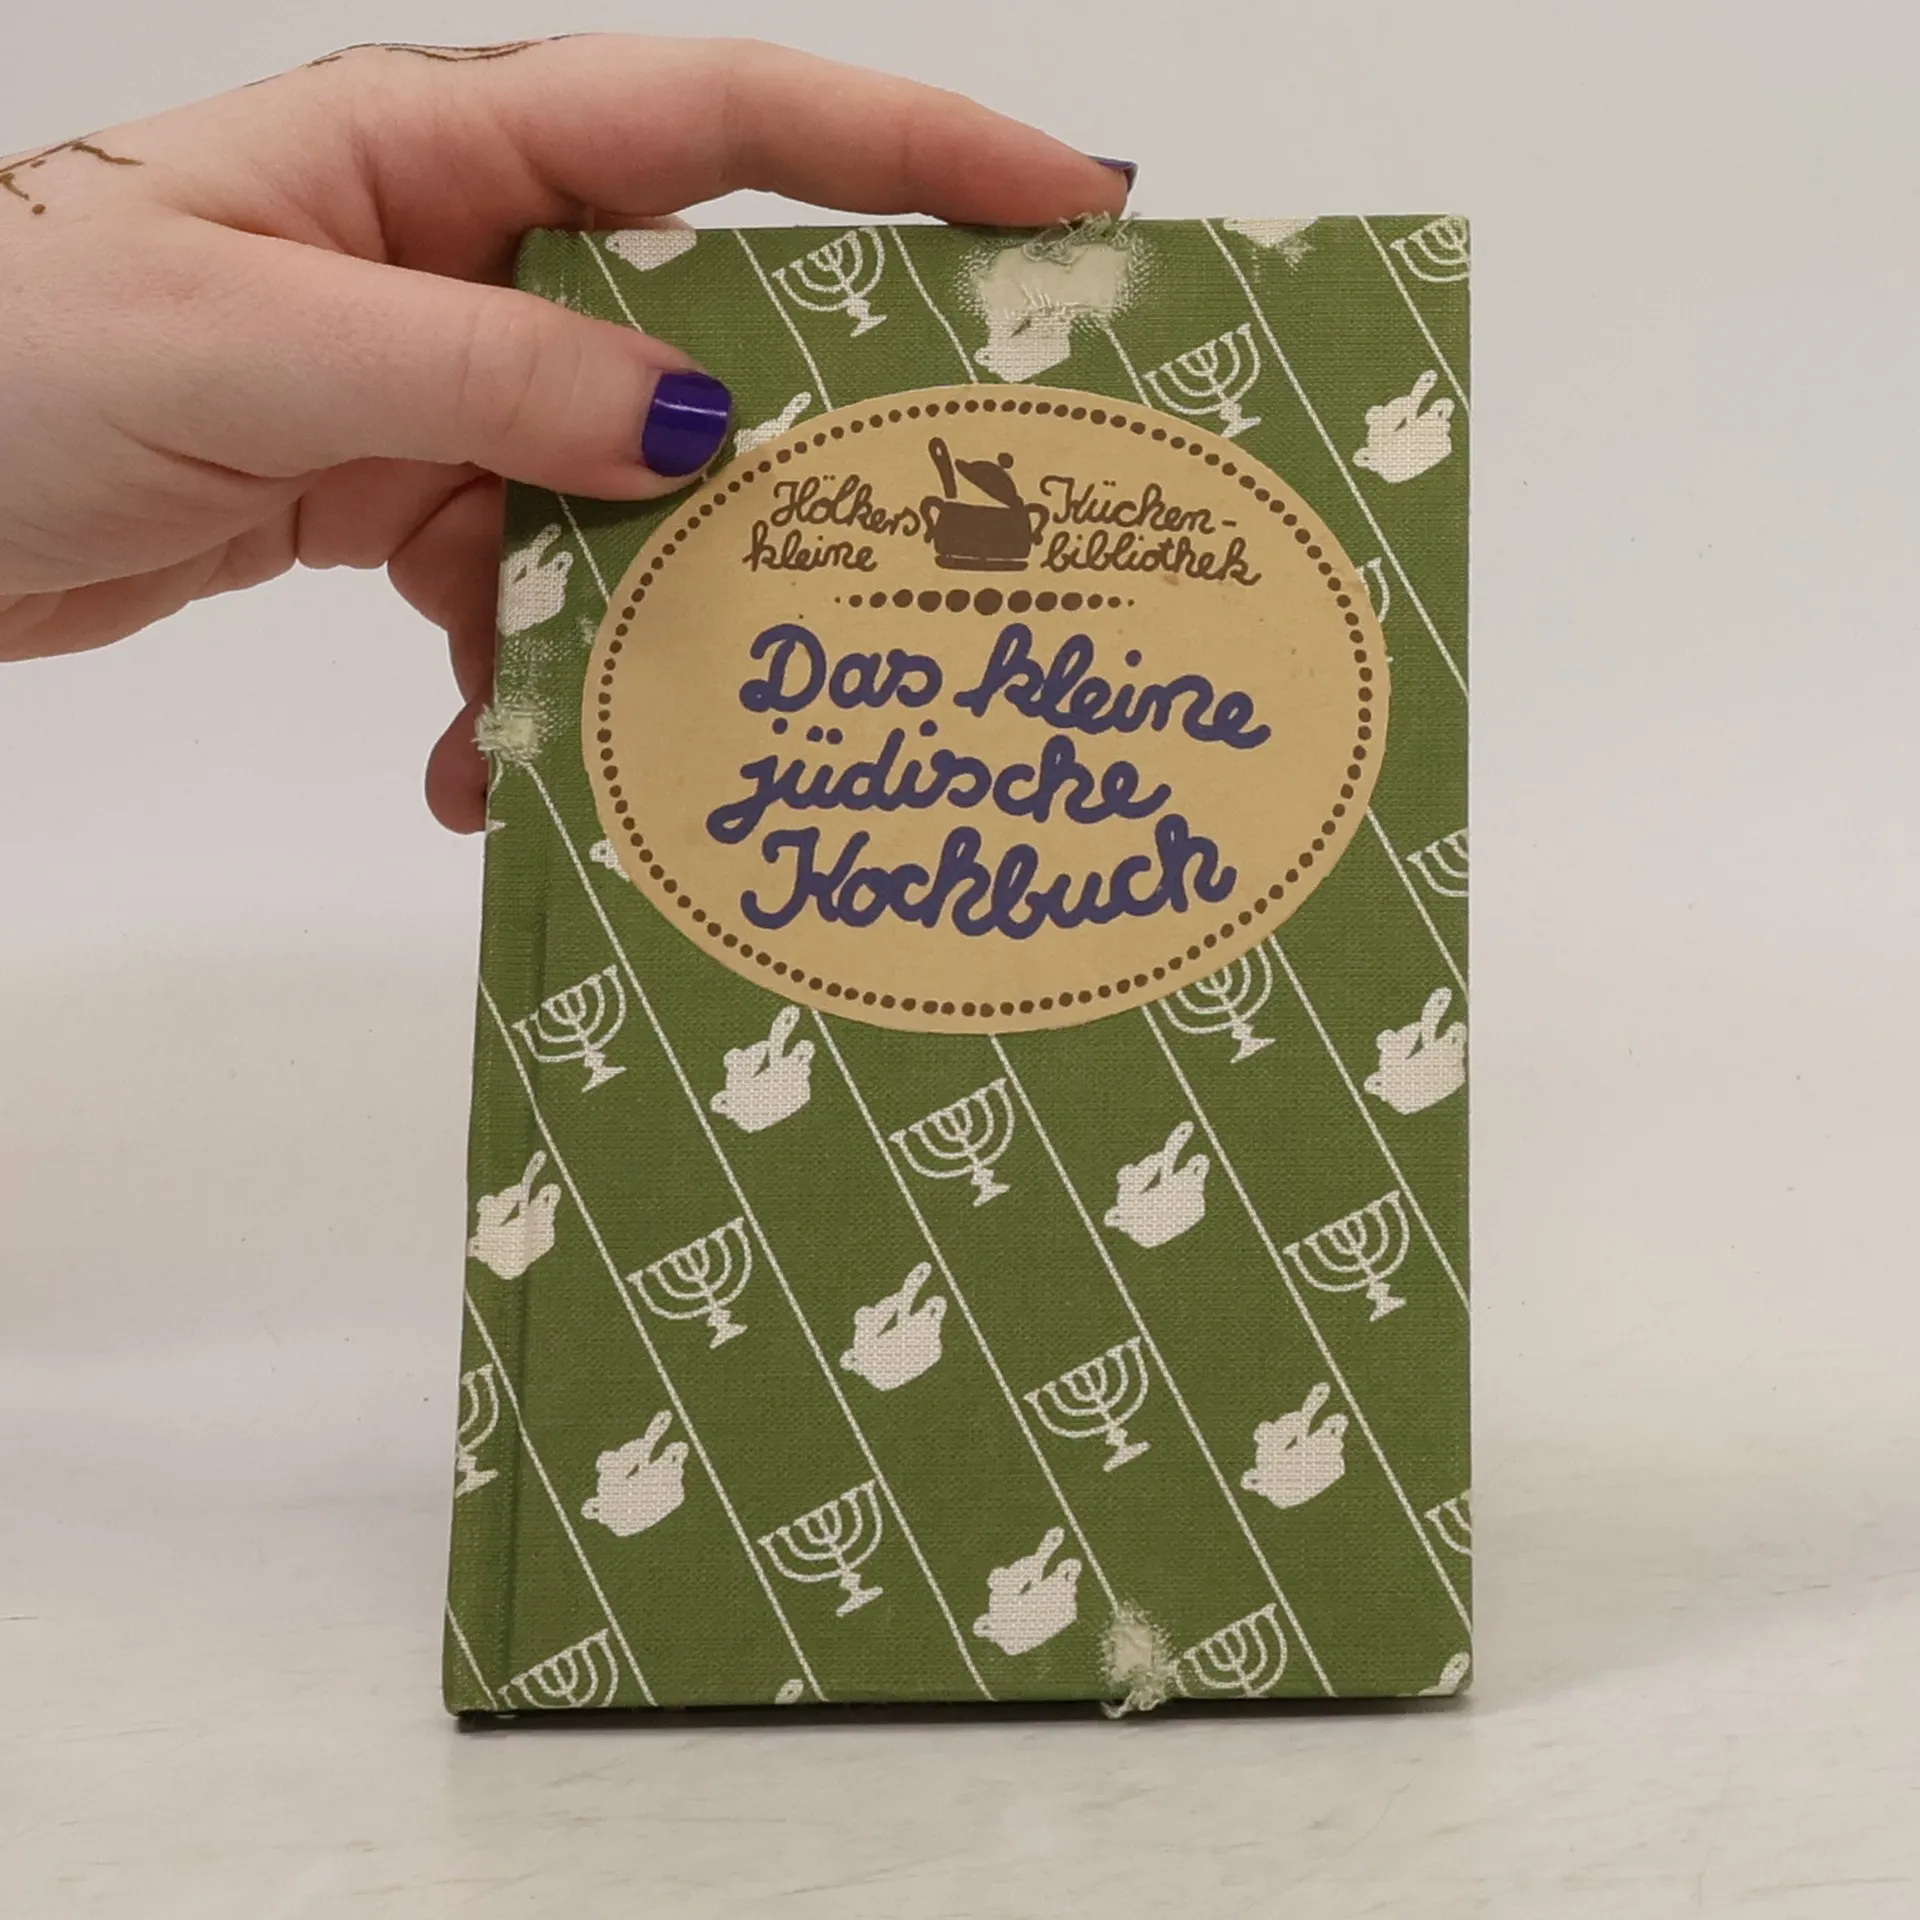 Hölkers Küchen-
kleine bibliothek
Das kleine
jüdische
Kochbuch